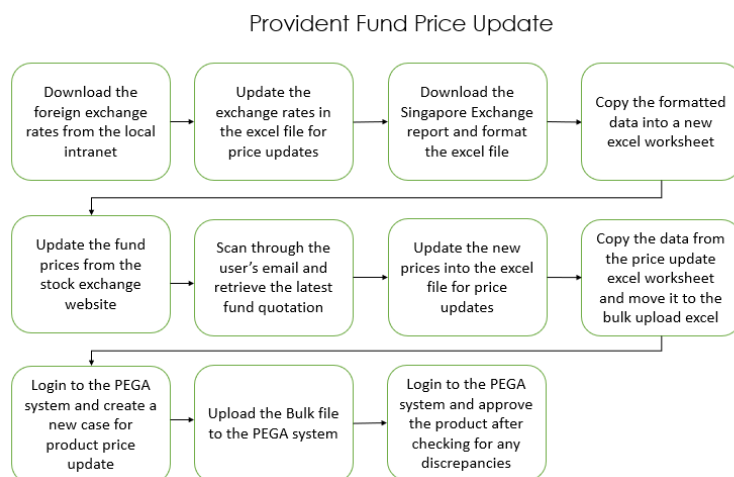 Provident Fund Price Update
Download the
foreign exchange
rates from the local
intranet
Update the
exchange rates in
the excel file for
price updates
Download the
Singapore Exchange
report and format
the excel file
Copy the formatted
data into a new
excel worksheet
Update the fund
prices from the
stock exchange
website
Scan through the
user's email and
retrieve the latest
fund quotation
Update the new
prices into the excel
file for price
updates
Copy the data from
the price update
excel worksheet
and move it to the
bulk upload excel
Login to the PEGA
system and create a
new case for
product price
update
Upload the Bulk file
to the PEGA system
Login to the PEGA
system and approve
the product after
checking for any
discrepancies